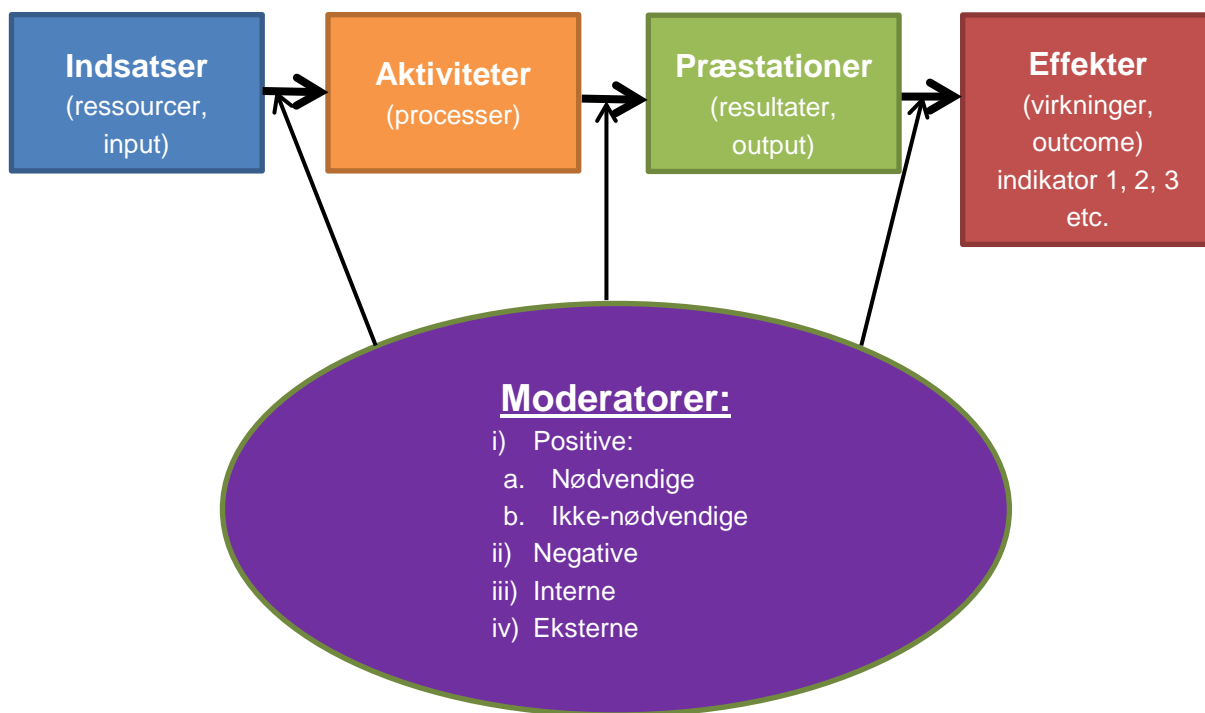 Indsatser
(ressourcer,
input)
Aktiviteter
(processer)
Præstationer
(resultater,
output)
Effekter
(virkninger,
outcome)
indikator 1, 2, 3
etc.
Moderatorer:
i) Positive:
a. Nødvendige
b. Ikke-nødvendige
ii) Negative
iii) Interne
iv) Eksterne